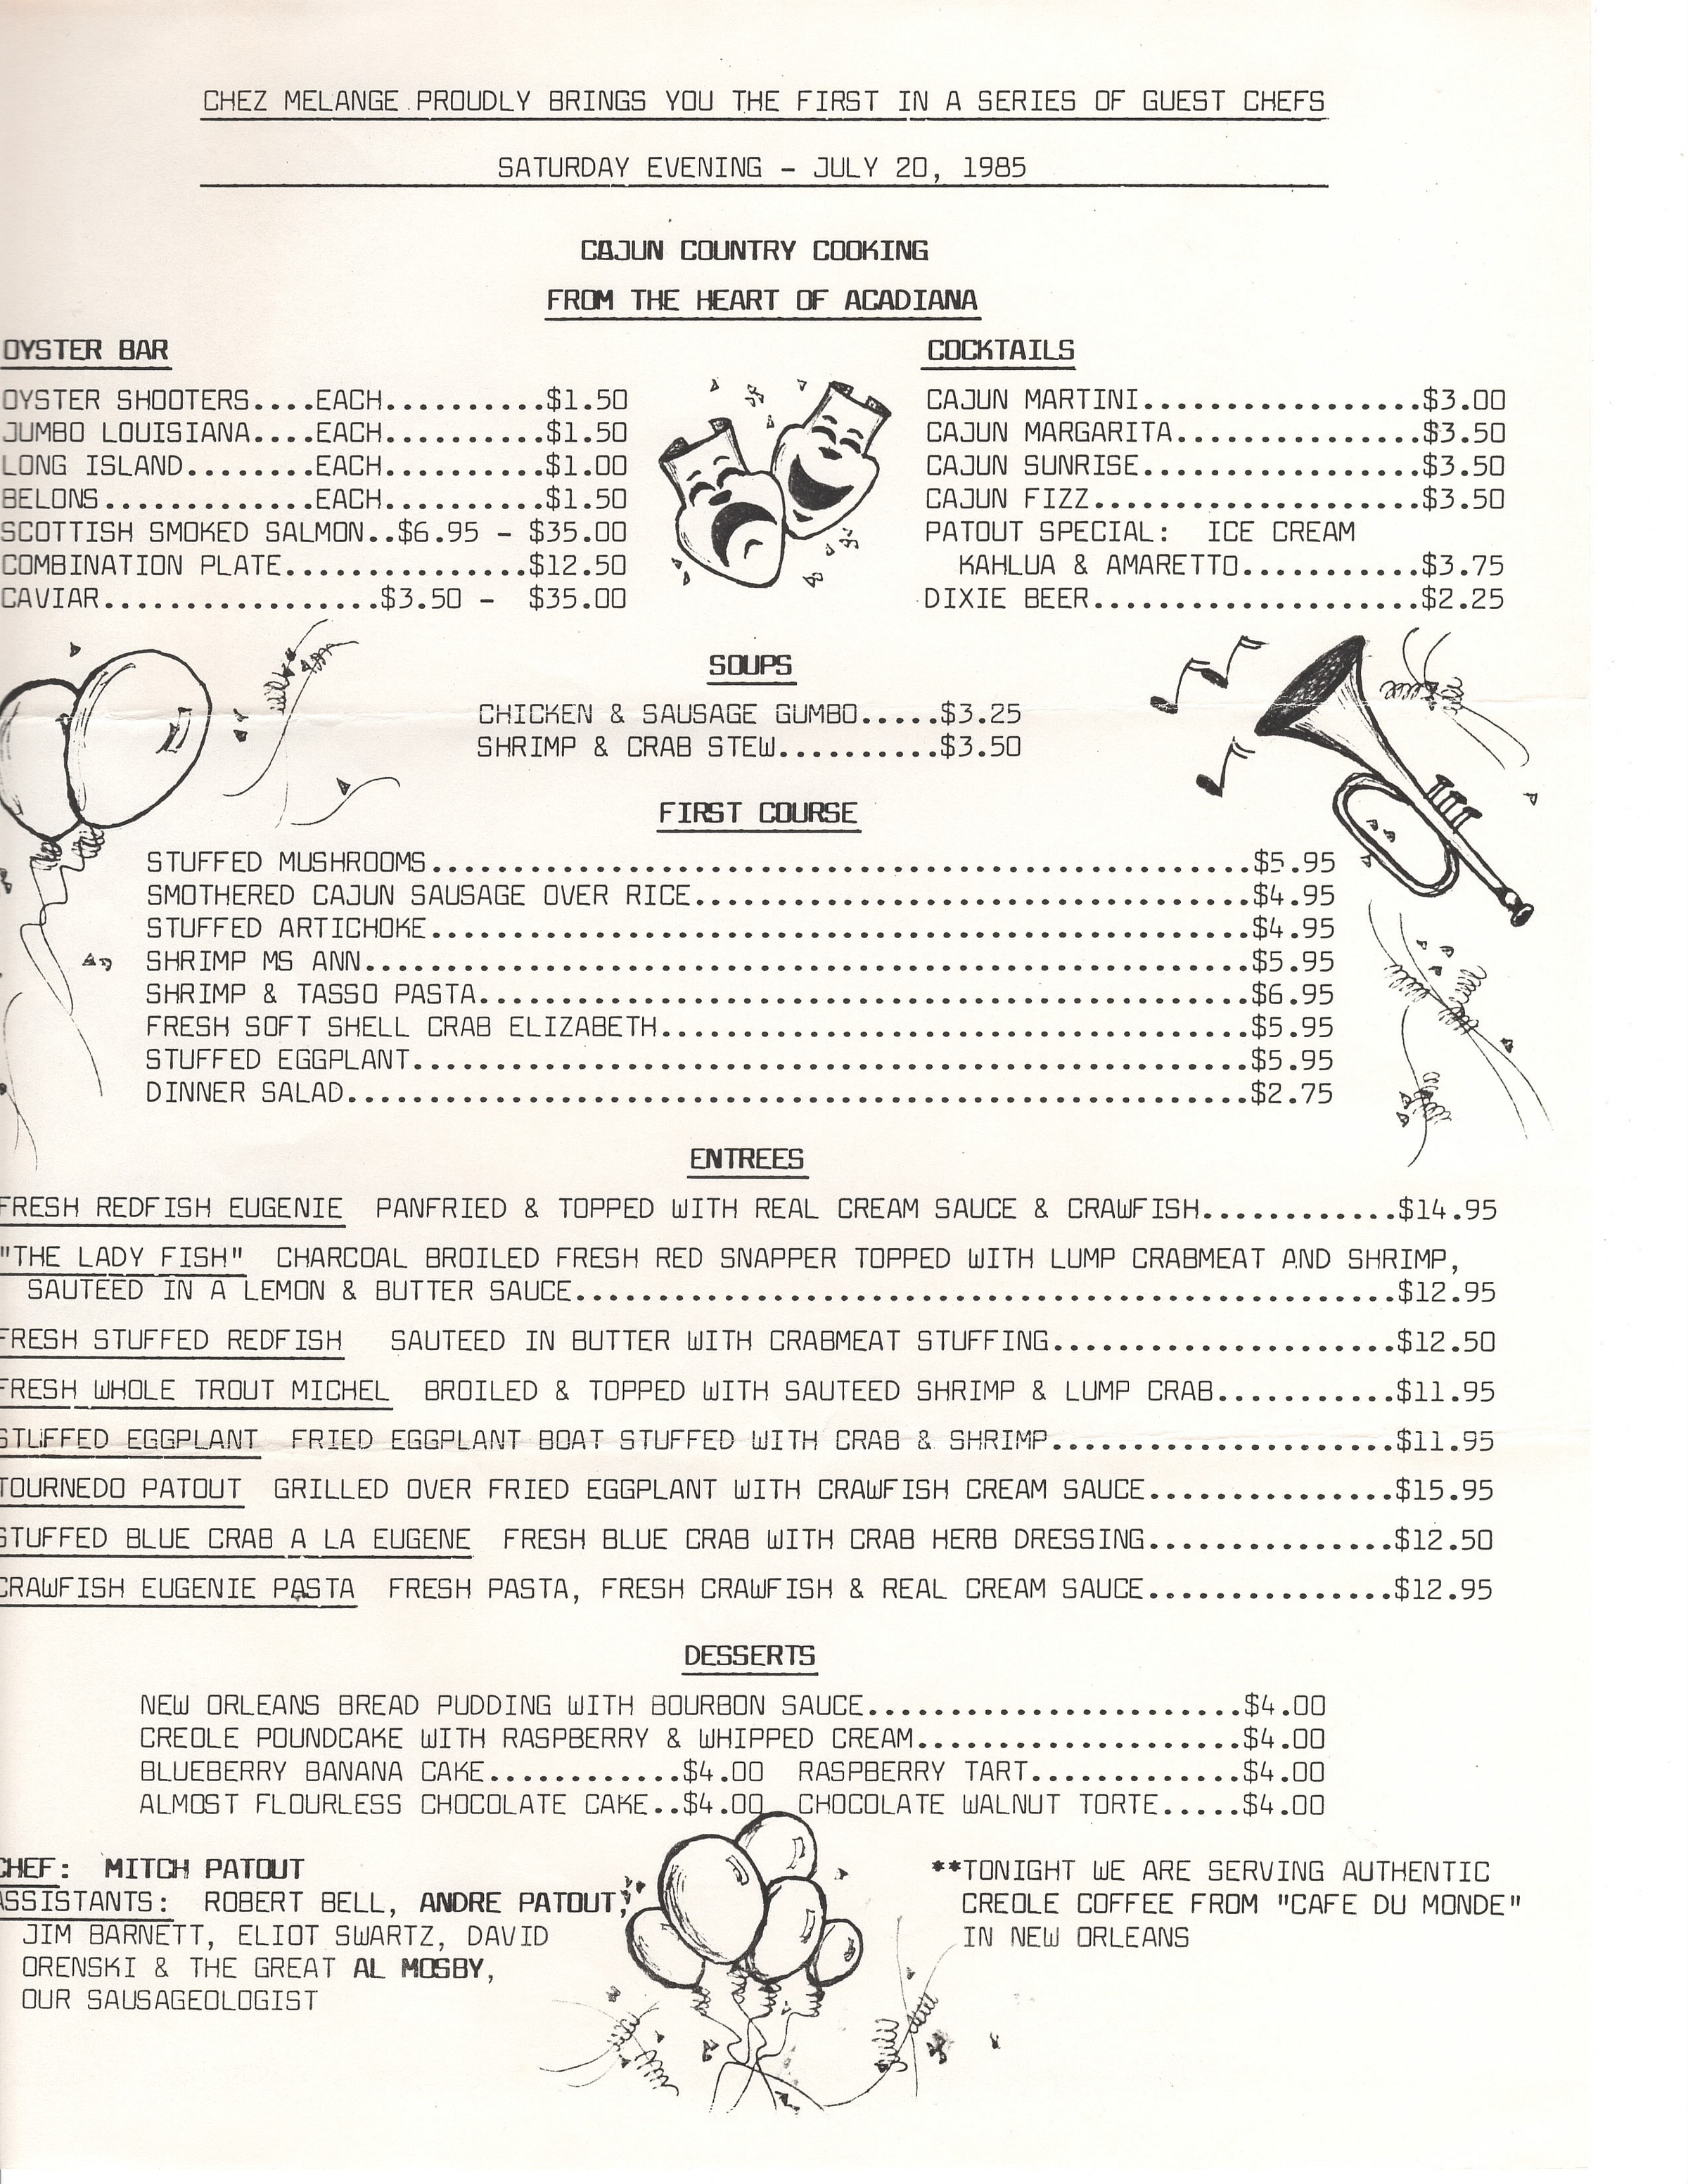 CHEZ MELANGE PROUDLY BRINGS YOU THE FIRST IN A SERIES OF GUEST CHEFS
SATURDAY EVENING - JULY 20, 1985
CAJUN COUNTRY COOKING
FROM THE HEART OF ACADIANA
OYSTER BAR
OYSTER SHOOTERS....EACH..........$1.50
JUMBO LOUISIANA....EACH..........$1.50
LONG ISLAND........EACH..........$1.00
BELONS.............EACH..........$1.50
SCOTTISH SMOKED SALMON..$6.95 - $35.00
COMBINATION PLATE...............$12.50
CAVIAR.................$3.50 - $35.00
COCKTAILS
CAJUN MARTINI.................$3.00
CAJUN MARGARITA...............$3.50
CAJUN SUNRISE.................$3.50
CAJUN FIZZ....................$3.50
PATOUT SPECIAL: ICE CREAM
KAHLUA & AMARETTO...........$3.75
DIXIE BEER....................$2.25
SOUPS
CHICKEN & SAUSAGE GUMBO.....$3.25
SHRIMP & CRAB STEW..........$3.50
FIRST COURSE
STUFFED MUSHROOMS..................................................$5.95
SMOTHERED CAJUN SAUSAGE OVER RICE..................................$4.95
STUFFED ARTICHOKE..................................................$4.95
SHRIMP MS ANN......................................................$5.95
SHRIMP & TASSO PASTA...............................................$6.95
FRESH SOFT SHELL CRAB ELIZABETH....................................$5.95
STUFFED EGGPLANT...................................................$5.95
DINNER SALAD.......................................................$2.75
ENTREES
FRESH REDFISH EUGENIE PANFRIED & TOPPED WITH REAL CREAM SAUCE & CRAWFISH............$14.95
"THE LADY FISH" CHARCOAL BROILED FRESH RED SNAPPER TOPPED WITH LUMP CRABMEAT AND SHRIMP,
SAUTEED IN A LEMON & BUTTER SAUCE..................................................$12.95
FRESH STUFFED REDFISH SAUTEED IN BUTTER WITH CRABMEAT STUFFING.....................$12.50
FRESH WHOLE TROUT MICHEL BROILED & TOPPED WITH SAUTEED SHRIMP & LUMP CRAB...........$11.95
STUFFED EGGPLANT FRIED EGGPLANT BOAT STUFFED WITH CRAB & SHRIMP.....................$11.95
TOURNEDO PATOUT GRILLED OVER FRIED EGGPLANT WITH CRAWFISH CREAM SAUCE...............$15.95
STUFFED BLUE CRAB A LA EUGENE FRESH BLUE CRAB WITH CRAB HERB DRESSING...............$12.50
CRAWFISH EUGENIE PASTA FRESH PASTA, FRESH CRAWFISH & REAL CREAM SAUCE...............$12.95
DESSERTS
NEW ORLEANS BREAD PUDDING WITH BOURBON SAUCE.......................$4.00
CREOLE POUNDCAKE WITH RASPBERRY & WHIPPED CREAM....................$4.00
BLUEBERRY BANANA CAKE............$4.00 RASPBERRY TART.............$4.00
ALMOST FLOURLESS CHOCOLATE CAKE..$4.00 CHOCOLATE WALNUT TORTE.....$4.00
CHEF: MITCH PATOUT
ASSISTANTS: ROBERT BELL, ANDRE PATOUT,
JIM BARNETT, ELIOT SWARTZ, DAVID
ORENSKI & THE GREAT AL MOSBY,
OUR SAUSAGEOLOGIST
**TONIGHT WE ARE SERVING AUTHENTIC
CREOLE COFFEE FROM "CAFE DU MONDE"
IN NEW ORLEANS